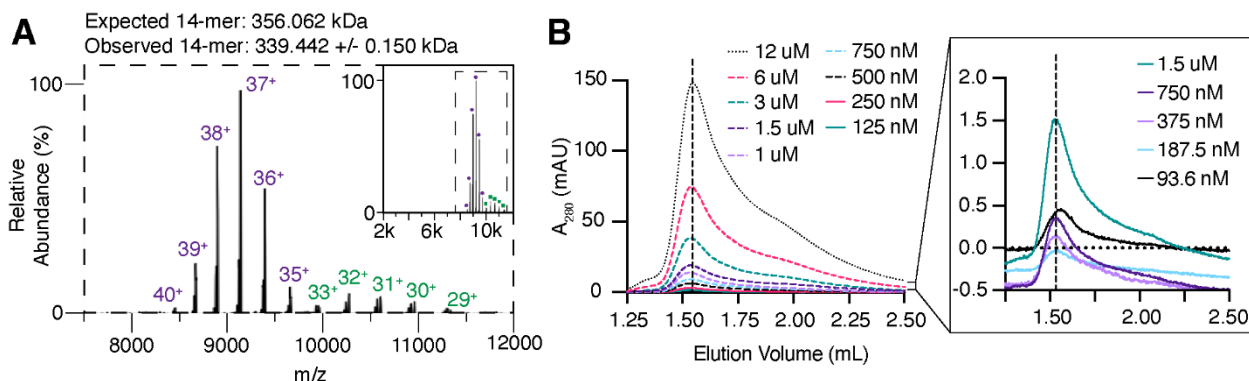 A
Expected 14-mer: 356.062 kDa
Observed 14-mer: 339.442 +/- 0.150 kDa
Relative
Abundance (%)
100
0
40+
39+
38+
37+
36+
35+
33+
32+
31+
30+
29+
100
0
2k
6k
10k
8000
9000
10000
11000
12000
m/z
B
A280 (mAU)
150
100
50
0
12 uM
6 uM
3 uM
1.5 uM
1 uM
750 nM
500 nM
250 nM
125 nM
1.25
1.50
1.75
2.00
2.25
2.50
Elution Volume (mL)
2.0
1.5
1.0
0.5
0.0
-0.5
1.5 uM
750 nM
375 nM
187.5 nM
93.6 nM
1.50
2.00
2.50